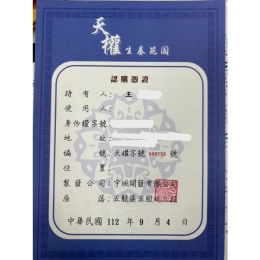 天權生基花園
認購憑證
持有人:王
使用人:
身份證字號:
地址:
編號:天權字號 號
位置:
製發公司:宇城開發有限公司
座落:五股區五股坑三段
中華民國 112 年 9 月 4 日